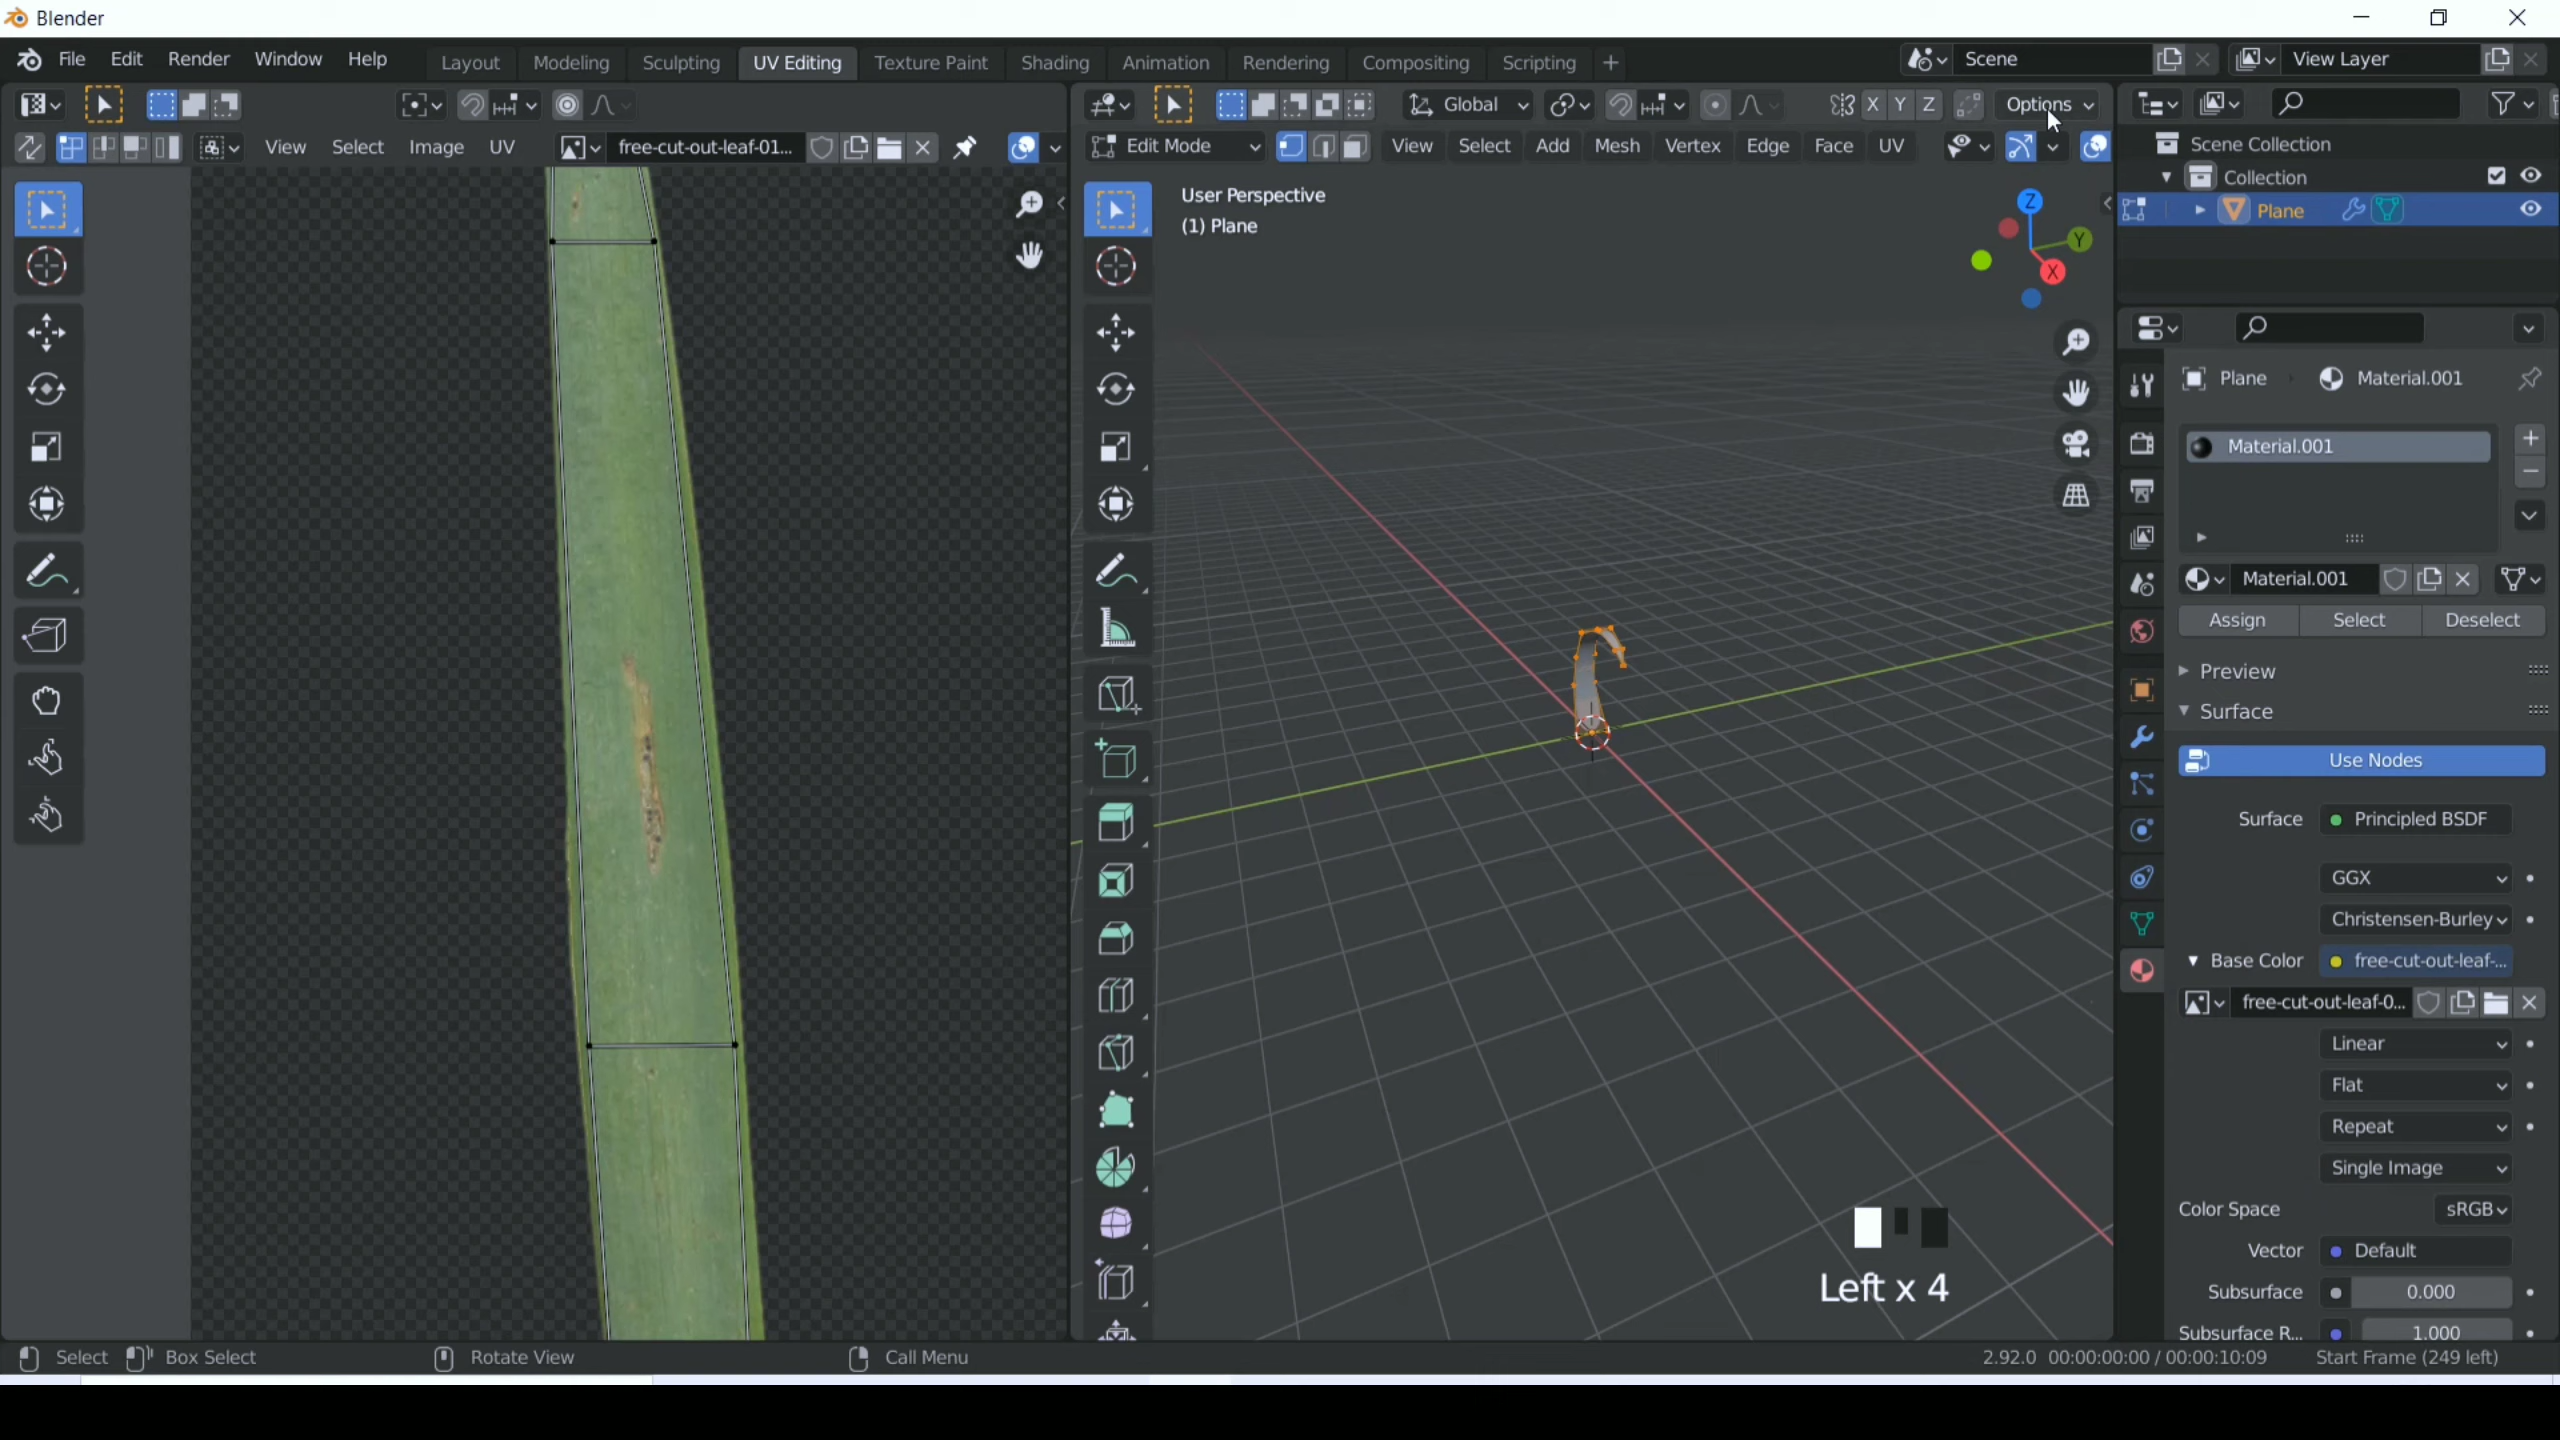 Blender
File Edit Render Window Help Layout Modeling Sculpting UV Editing Texture Paint Shading Animation Rendering Compositing Scripting + Scene View Layer
Global X Y Z Options
View Select Image UV free-cut-out-leaf-01... Edit Mode View Select Add Mesh Vertex Edge Face UV
Scene Collection
Collection
Plane
User Perspective
(1) Plane
Z
Y
X
Plane Material.001
Material.001
Material.001
Assign Select Deselect
Preview
Surface
Use Nodes
Surface Principled BSDF
GGX
Christensen-Burley
Base Color free-cut-out-leaf-...
free-cut-out-leaf-0...
Linear
Flat
Repeat
Single Image
Color Space sRGB
Vector Default
Subsurface 0.000
Subsurface R... 1.000
Left x 4
Select Box Select Rotate View Call Menu 2.92.0 00:00:00:00 / 00:00:10:09 Start Frame (249 left)